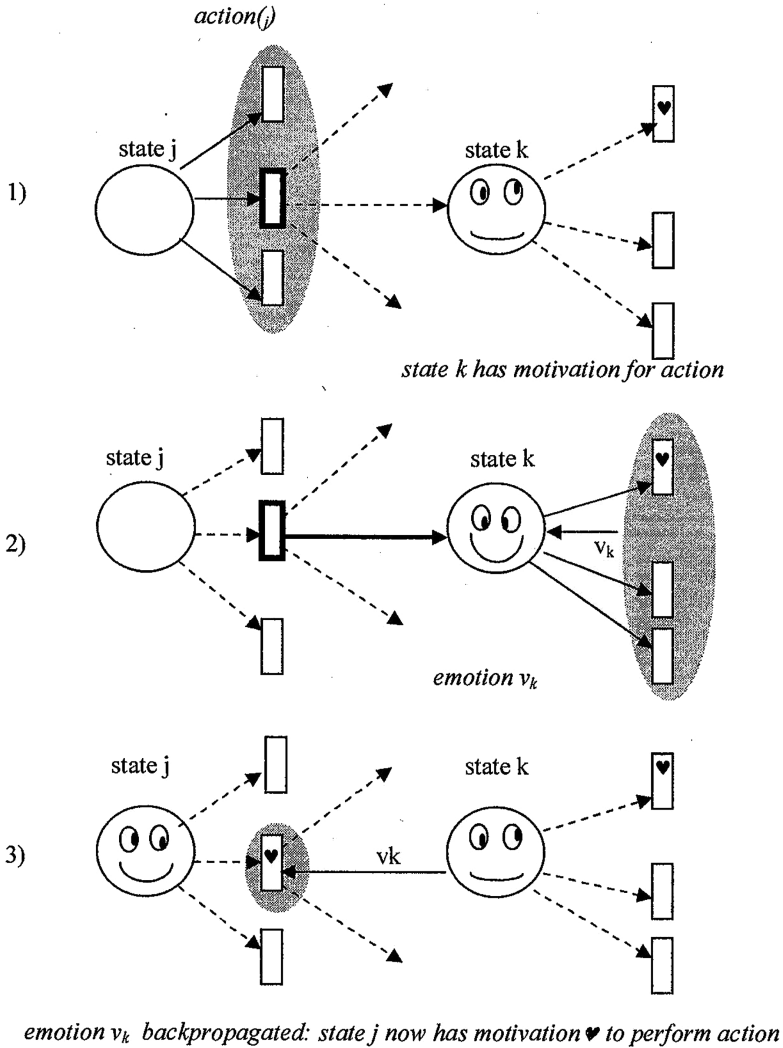 action(j)
state j
state k
♥
1)
state k has motivation for action
state j
state k
♥
2)
vk
emotion vk
state j
state k
♥
3)
♥
vk
emotion vk backpropagated: state j now has motivation ♥ to perform action